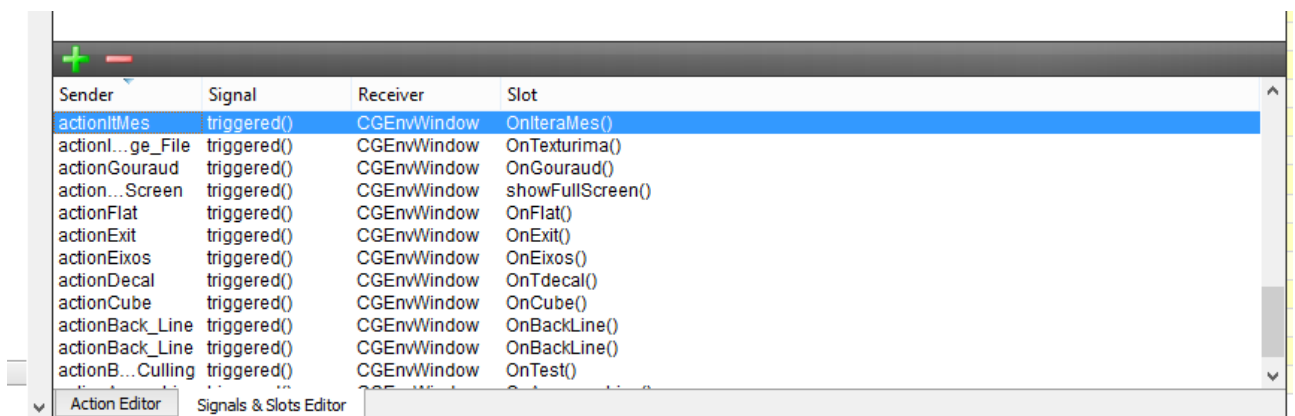 Sender Signal Receiver Slot
actionItMes triggered() CGEnvWindow OnIteraMes()
actionI...ge_File triggered() CGEnvWindow OnTexturima()
actionGouraud triggered() CGEnvWindow OnGouraud()
action...Screen triggered() CGEnvWindow showFullScreen()
actionFlat triggered() CGEnvWindow OnFlat()
actionExit triggered() CGEnvWindow OnExit()
actionEixos triggered() CGEnvWindow OnEixos()
actionDecal triggered() CGEnvWindow OnTdecal()
actionCube triggered() CGEnvWindow OnCube()
actionBack_Line triggered() CGEnvWindow OnBackLine()
actionBack_Line triggered() CGEnvWindow OnBackLine()
actionB...Culling triggered() CGEnvWindow OnTest()
Action Editor Signals & Slots Editor